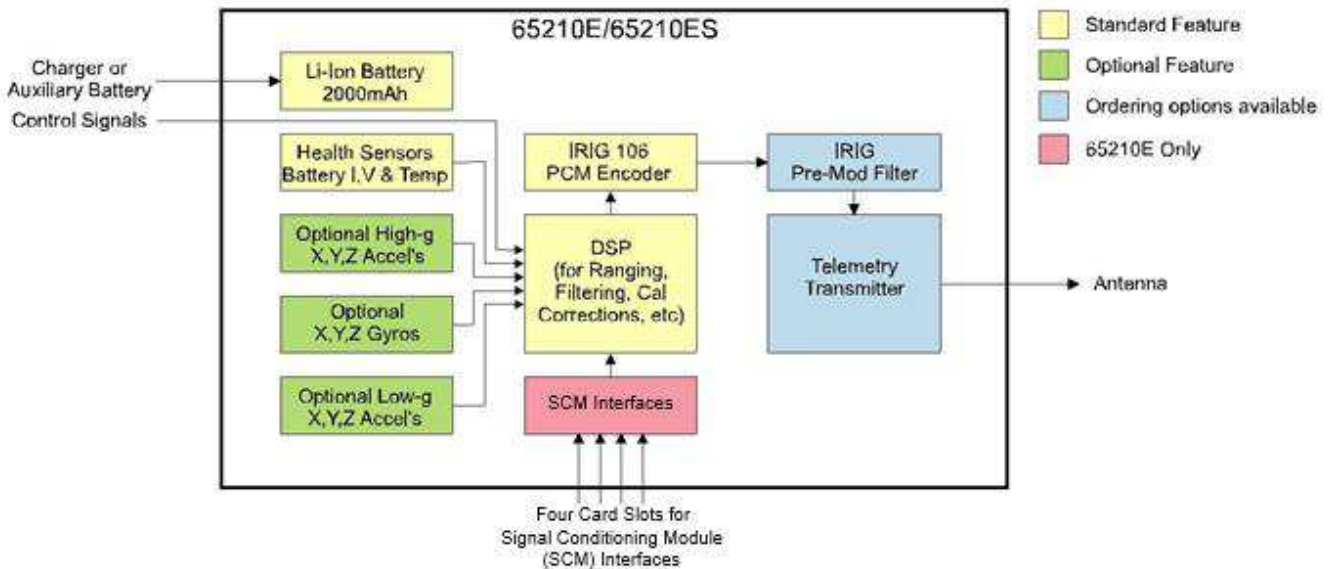 65210E/65210ES
Charger or
Auxiliary Battery
Control Signals
Li-Ion Battery
2000mAh
Health Sensors
Battery I,V & Temp
Optional High-g
X,Y,Z Accel's
Optional
X,Y,Z Gyros
Optional Low-g
X,Y,Z Accel's
IRIG 106
PCM Encoder
DSP
(for Ranging,
Filtering, Cal
Corrections, etc)
SCM Interfaces
IRIG
Pre-Mod Filter
Telemetry
Transmitter
Antenna
Four Card Slots for
Signal Conditioning Module
(SCM) Interfaces
Standard Feature
Optional Feature
Ordering options available
65210E Only